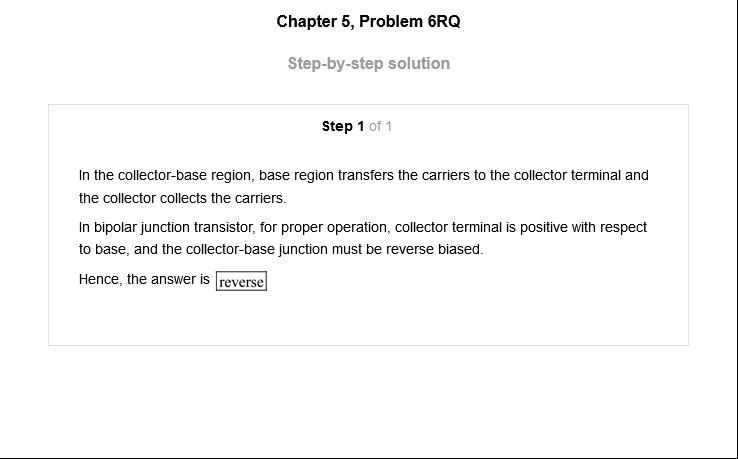 Chapter 5, Problem 6RQ
Step-by-step solution
Step 1 of 1
In the collector-base region, base region transfers the carriers to the collector terminal and
the collector collects the carriers.
In bipolar junction transistor, for proper operation, collector terminal is positive with respect
to base, and the collector-base junction must be reverse biased.
Hence, the answer is reverse